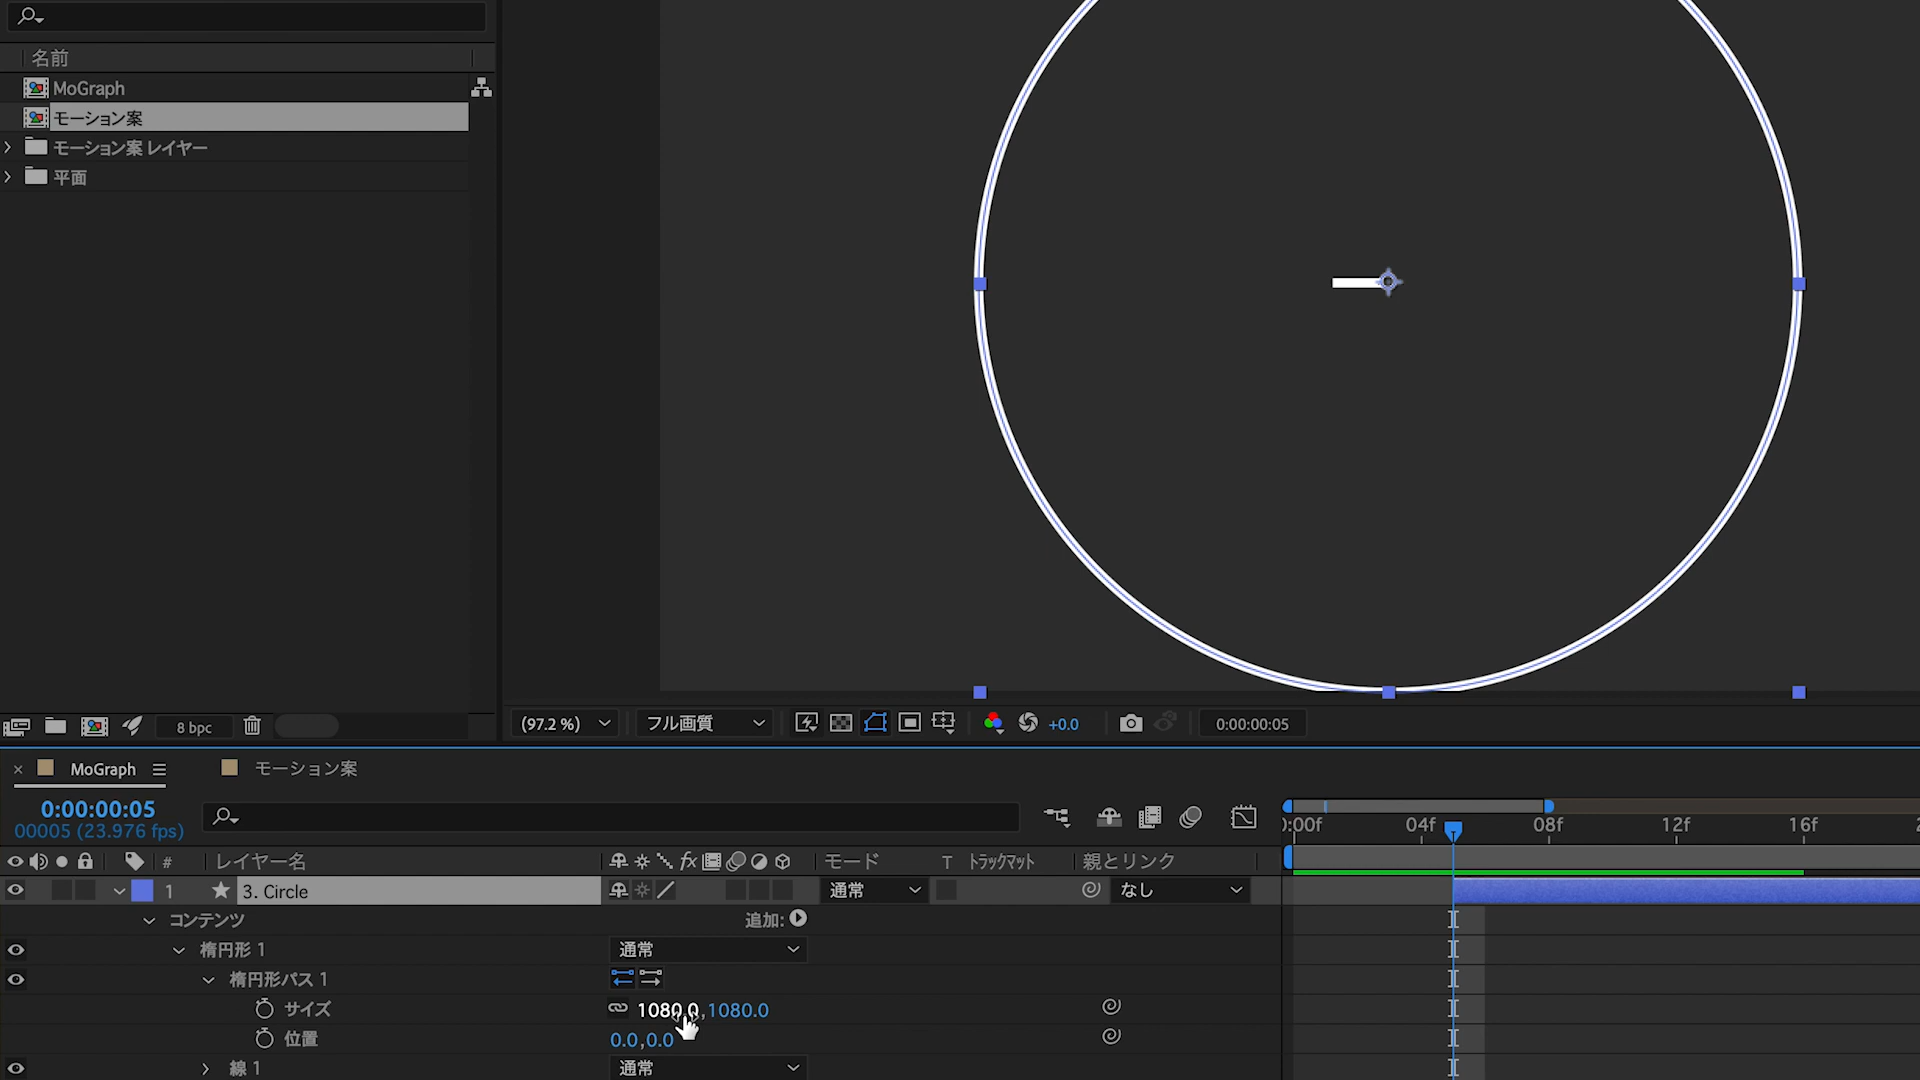 名前
MoGraph
モーション案
モーション案 レイヤー
平面
8 bpc
(97.2 %)
フル画質
+0.0
0:00:00:05
MoGraph
モーション案
0:00:00:05
00005 (23.976 fps)
:00f
04f
08f
12f
16f
#
レイヤー名
fx
モード
T
トラックマット
親とリンク
1
3. Circle
通常
なし
コンテンツ
追加:
楕円形 1
通常
楕円形パス 1
サイズ
1080.0,1080.0
位置
0.0,0.0
線 1
通常